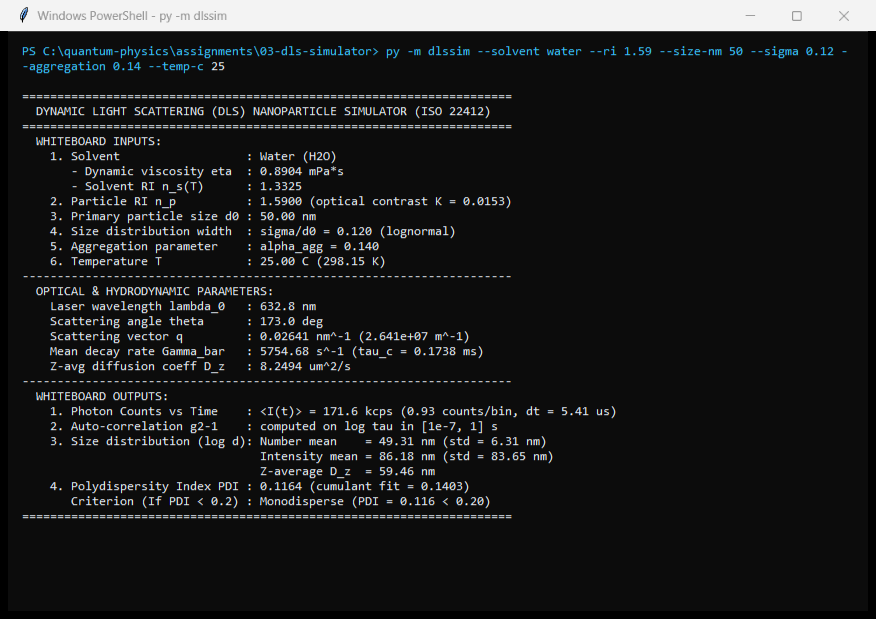 Windows PowerShell - py -m dlssim
PS C:\quantum-physics\assignments\03-dls-simulator> py -m dlssim --solvent water --ri 1.59 --size-nm 50 --sigma 0.12 -
-aggregation 0.14 --temp-c 25
======================================================================
DYNAMIC LIGHT SCATTERING (DLS) NANOPARTICLE SIMULATOR (ISO 22412)
======================================================================
WHITEBOARD INPUTS:
1. Solvent : Water (H2O)
- Dynamic viscosity eta : 0.8904 mPa*s
- Solvent RI n_s(T) : 1.3325
2. Particle RI n_p : 1.5900 (optical contrast K = 0.0153)
3. Primary particle size d0 : 50.00 nm
4. Size distribution width : sigma/d0 = 0.120 (lognormal)
5. Aggregation parameter : alpha_agg = 0.140
6. Temperature T : 25.00 C (298.15 K)
----------------------------------------------------------------------
OPTICAL & HYDRODYNAMIC PARAMETERS:
Laser wavelength lambda_0 : 632.8 nm
Scattering angle theta : 173.0 deg
Scattering vector q : 0.02641 nm^-1 (2.641e+07 m^-1)
Mean decay rate Gamma_bar : 5754.68 s^-1 (tau_c = 0.1738 ms)
Z-avg diffusion coeff D_z : 8.2494 um^2/s
----------------------------------------------------------------------
WHITEBOARD OUTPUTS:
1. Photon Counts vs Time : <I(t)> = 171.6 kcps (0.93 counts/bin, dt = 5.41 us)
2. Auto-correlation g2-1 : computed on log tau in [1e-7, 1] s
3. Size distribution (log d): Number mean = 49.31 nm (std = 6.31 nm)
Intensity mean = 86.18 nm (std = 83.65 nm)
Z-average D_z = 59.46 nm
4. Polydispersity Index PDI : 0.1164 (cumulant fit = 0.1403)
Criterion (If PDI < 0.2) : Monodisperse (PDI = 0.116 < 0.20)
======================================================================